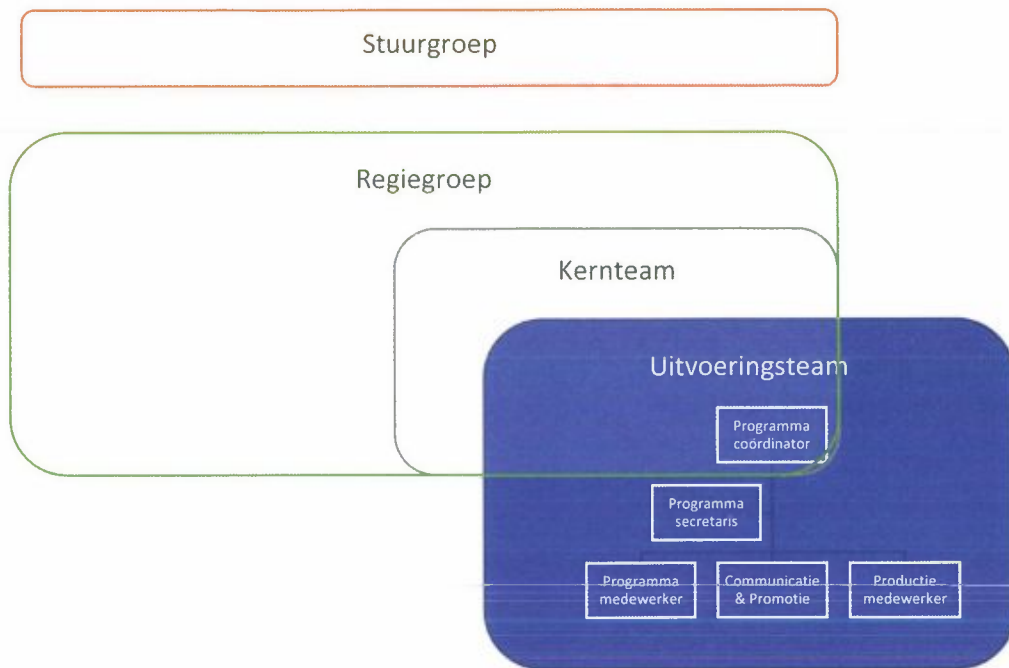 Stuurgroep
Regiegroep
Kernteam
Uitvoeringsteam
Programma
coördinator
Programma
secretaris
Programma
medewerker
Communicatie
& Promotie
Productie
medewerker